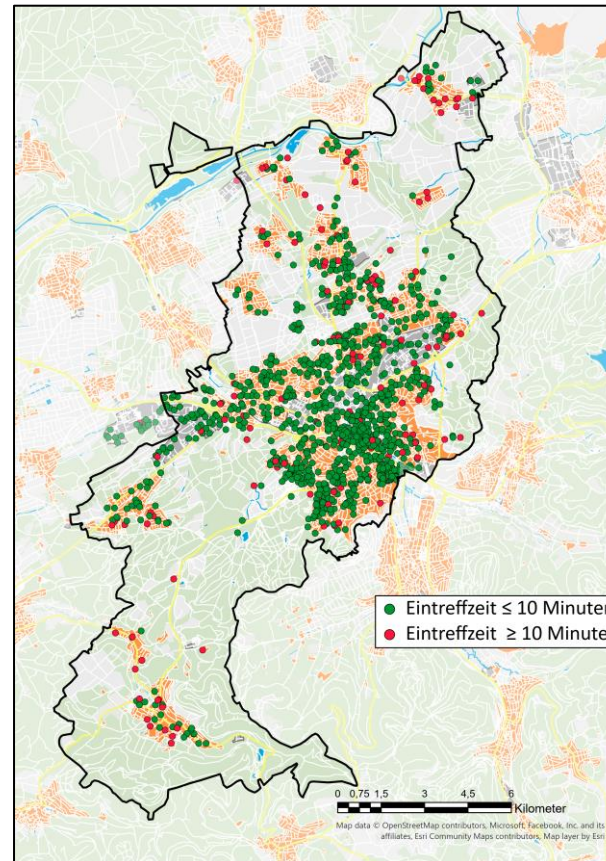 Eintreffzeit ≤ 10 Minuten
Eintreffzeit ≥ 10 Minute
0 0,75 1,5 3 4,5 6
Kilometer
Map data © OpenStreetMap contributors, Microsoft, Facebook, Inc. and its
affiliates, Esri Community Maps contributors, Map layer by Esri